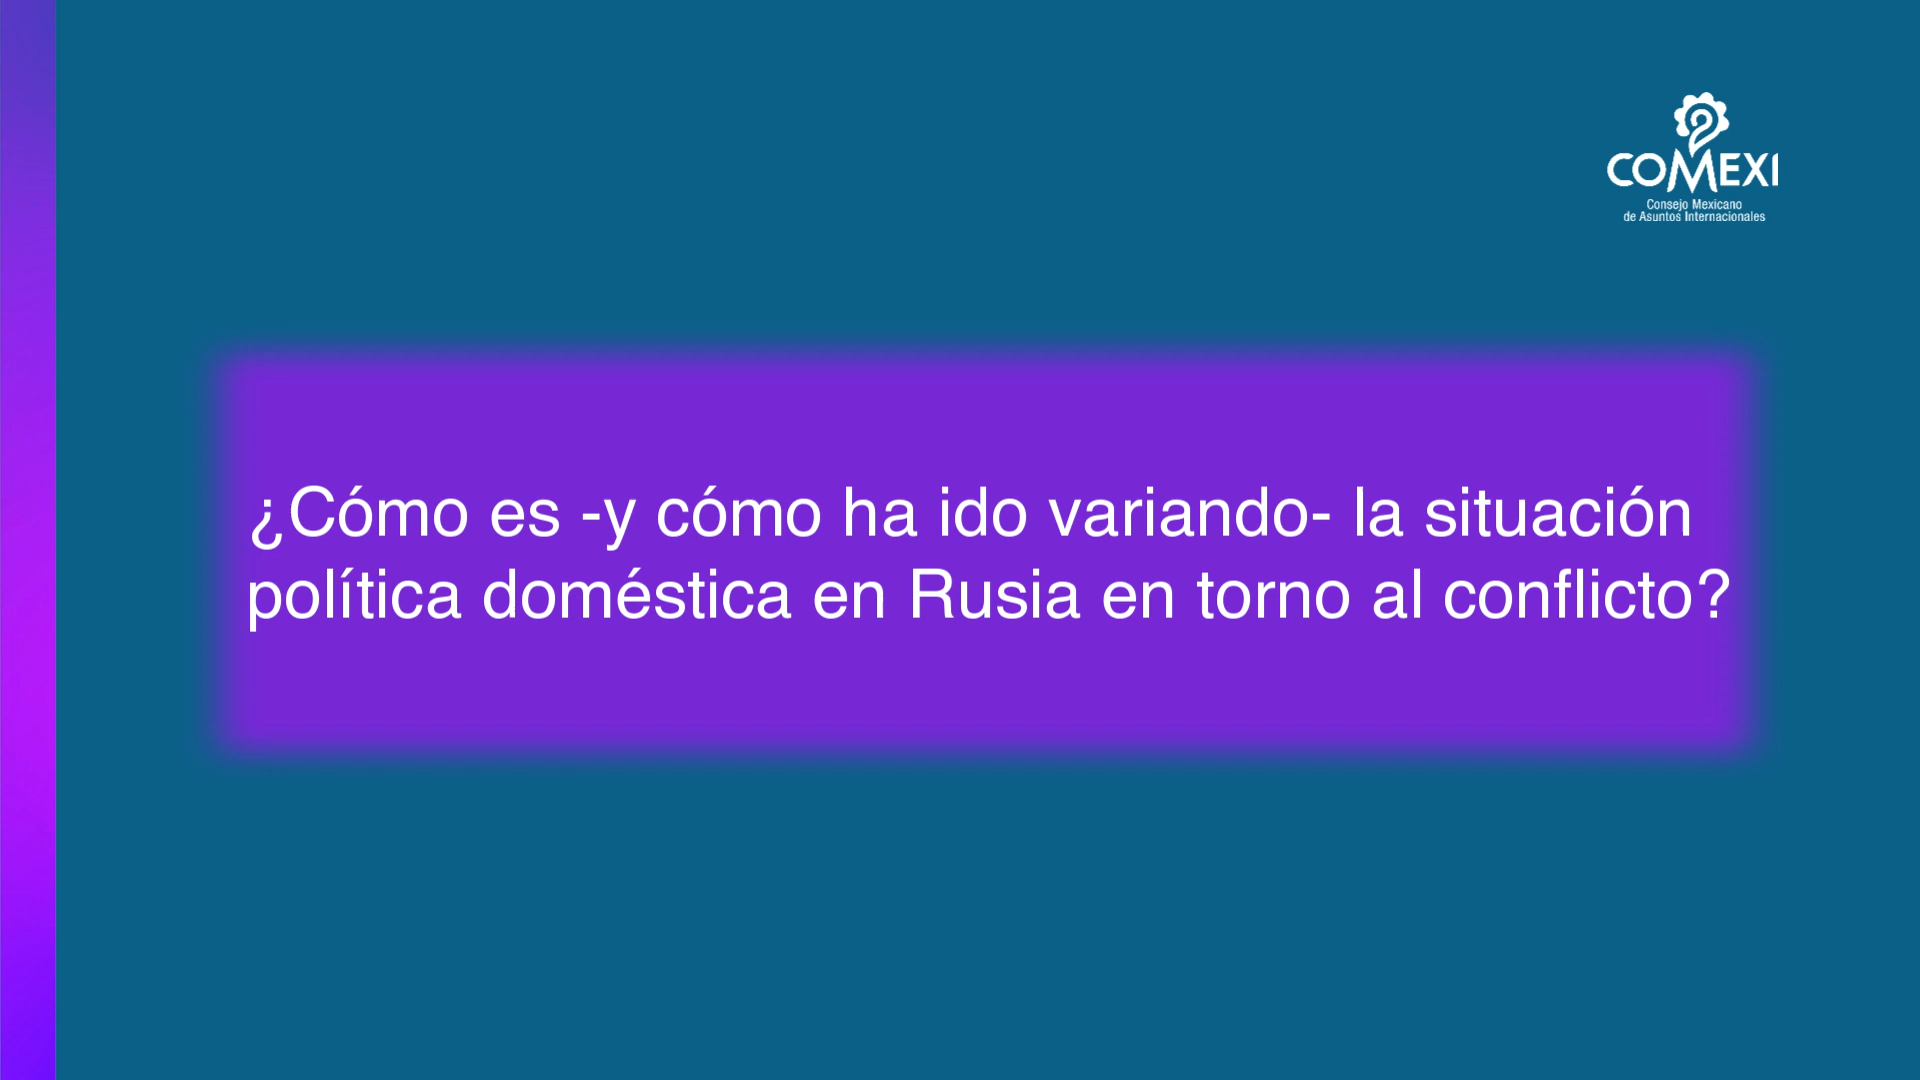 COMEXI
Consejo Mexicano
de Asuntos Internacionales
¿Cómo es -y cómo ha ido variando- la situación
política doméstica en Rusia en torno al conflicto?